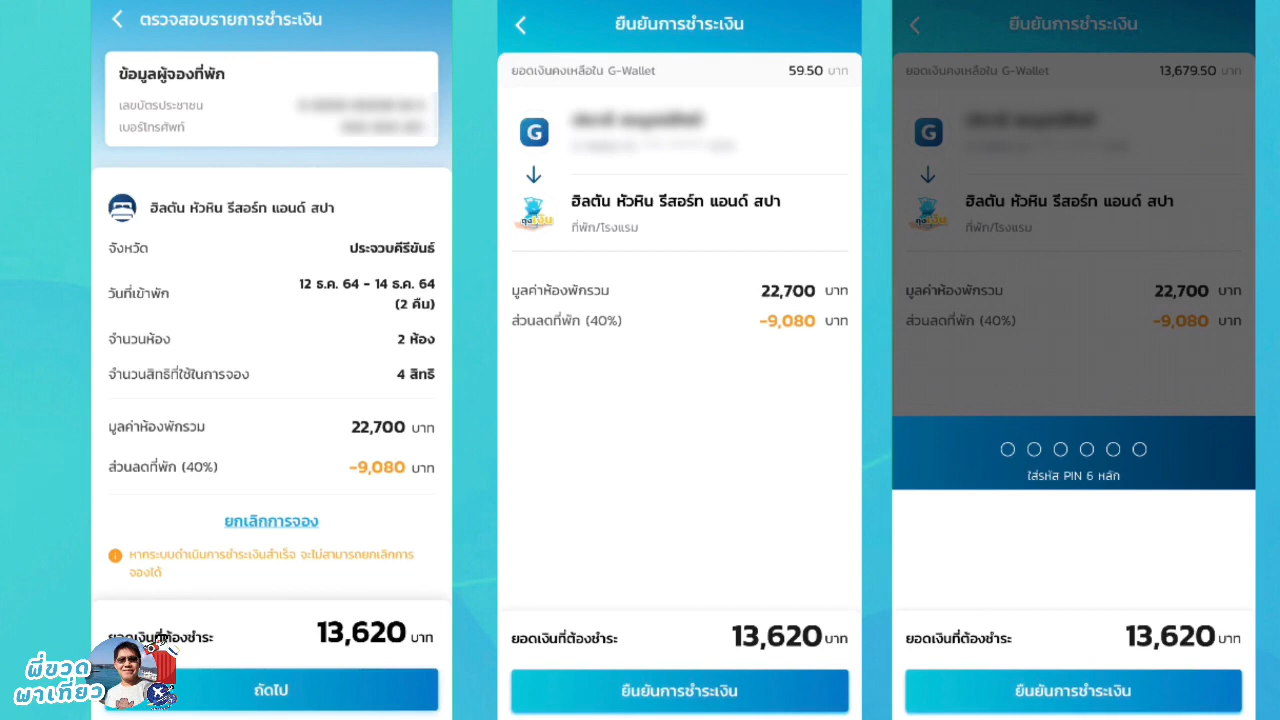 ตรวจสอบรายการชำระเงิน
ข้อมูลผู้จองที่พัก
เลขบัตรประชาชน
เบอร์โทรศัพท์
ฮิลตัน หัวหิน รีสอร์ท แอนด์ สปา
จังหวัด ประจวบคีรีขันธ์
วันที่เข้าพัก 12 ธ.ค. 64 - 14 ธ.ค. 64
(2 คืน)
จำนวนห้อง 2 ห้อง
จำนวนสิทธิที่ใช้ในการจอง 4 สิทธิ
มูลค่าห้องพักรวม 22,700 บาท
ส่วนลดที่พัก (40%) -9,080 บาท
ยกเลิกการจอง
หากระบบดำเนินการชำระเงินสำเร็จ จะไม่สามารถยกเลิกการ
จองได้
ยอดเงินที่ต้องชำระ 13,620 บาท
ถัดไป
พี่ขวด
พาเที่ยว
ยืนยันการชำระเงิน
ยอดเงินคงเหลือใน G-Wallet 59.50 บาท
G
ฮิลตัน หัวหิน รีสอร์ท แอนด์ สปา
ที่พัก/โรงแรม
มูลค่าห้องพักรวม 22,700 บาท
ส่วนลดที่พัก (40%) -9,080 บาท
ยอดเงินที่ต้องชำระ 13,620 บาท
ยืนยันการชำระเงิน
ยืนยันการชำระเงิน
ยอดเงินคงเหลือใน G-Wallet 13,679.50 บาท
G
ฮิลตัน หัวหิน รีสอร์ท แอนด์ สปา
ที่พัก/โรงแรม
มูลค่าห้องพักรวม 22,700 บาท
ส่วนลดที่พัก (40%) -9,080 บาท
ใส่รหัส PIN 6 หลัก
ยอดเงินที่ต้องชำระ 13,620 บาท
ยืนยันการชำระเงิน